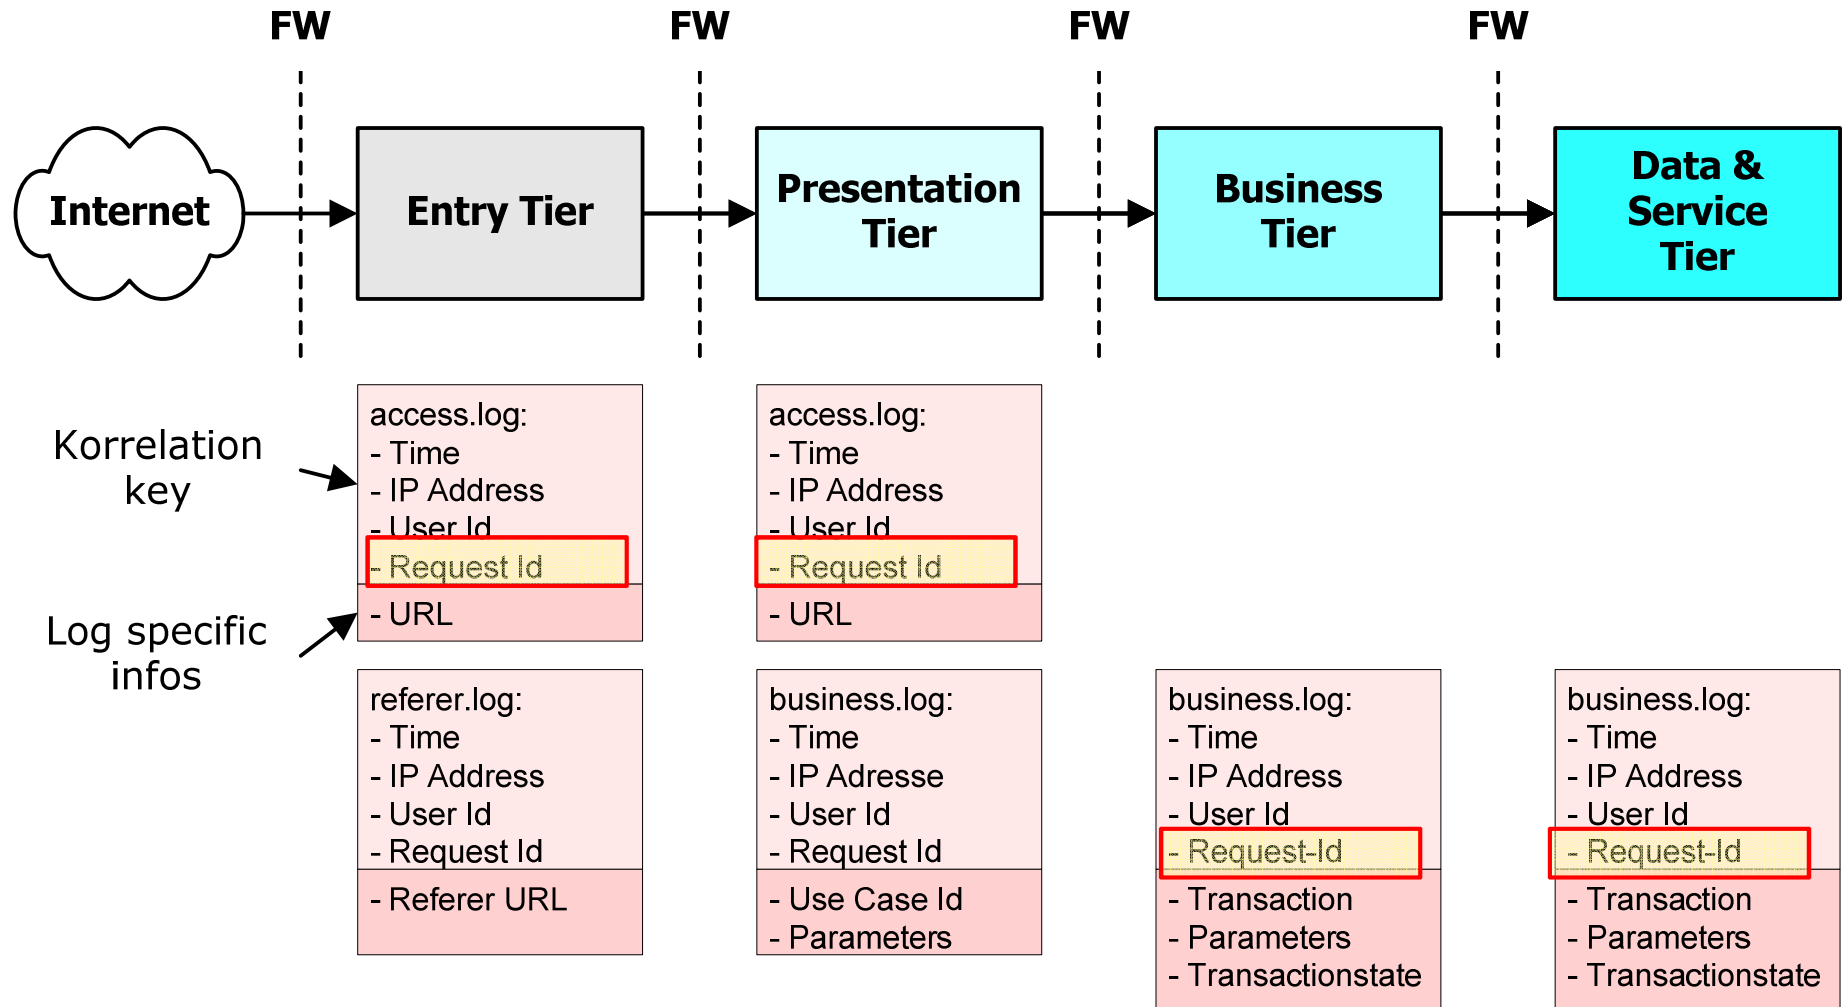 FW
FW
FW
FW
Internet
Entry Tier
Presentation
Tier
Business
Tier
Data &
Service
Tier
Korrelation
key
Log specific
infos
access.log:
- Time
- IP Address
- User Id
- Request Id
- URL
access.log:
- Time
- IP Address
- User Id
- Request Id
- URL
referer.log:
- Time
- IP Address
- User Id
- Request Id
- Referer URL
business.log:
- Time
- IP Adresse
- User Id
- Request Id
- Use Case Id
- Parameters
business.log:
- Time
- IP Address
- User Id
- Request-Id
- Transaction
- Parameters
- Transactionstate
business.log:
- Time
- IP Address
- User Id
- Request-Id
- Transaction
- Parameters
- Transactionstate